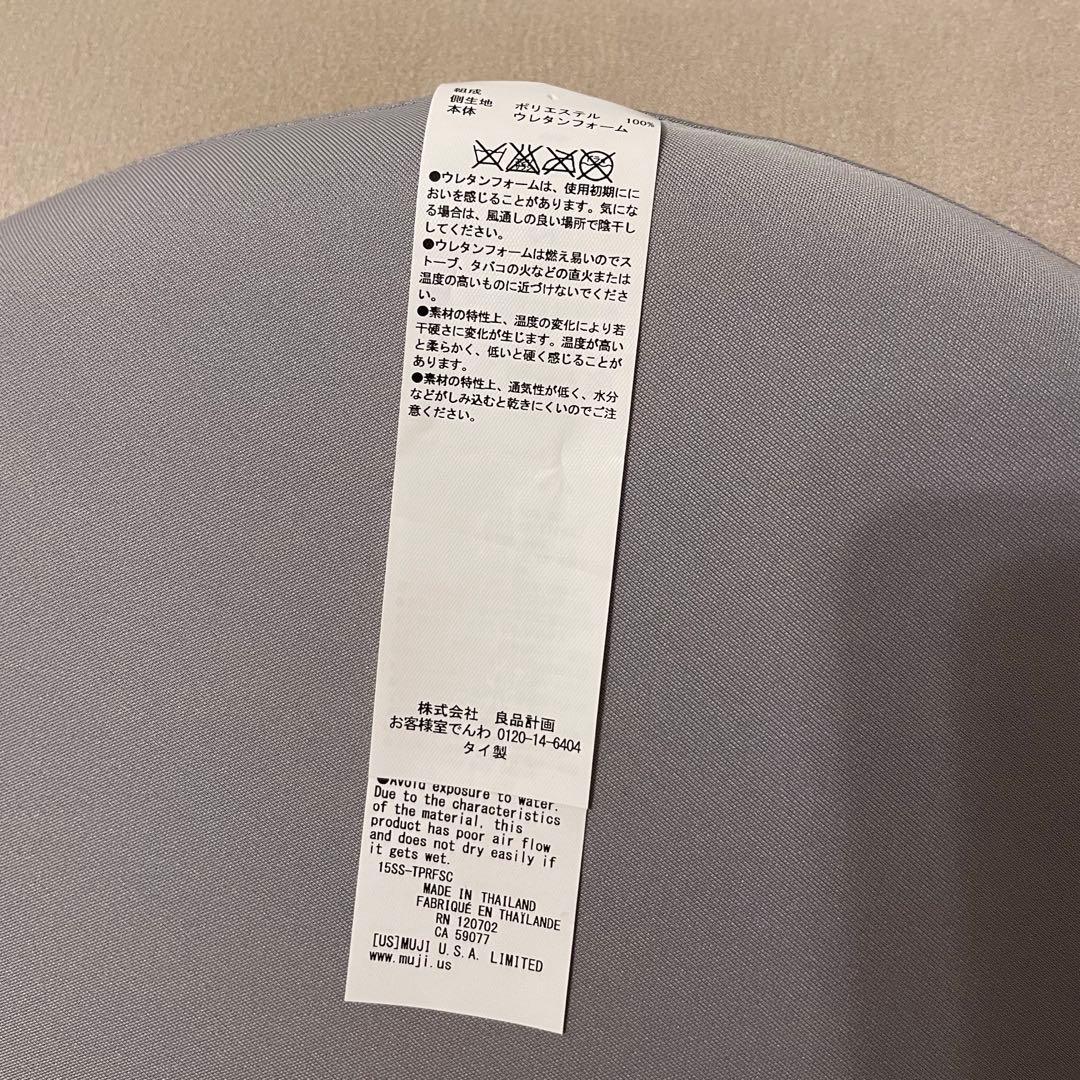 組成
側生地 ポリエステル 100%
本体 ウレタンフォーム
●ウレタンフォームは、使用初期にに
おいを感じることがあります。気にな
る場合は、風通しの良い場所で陰干し
してください。
●ウレタンフォームは燃え易いのでス
トーブ、タバコの火などの直火または
温度の高いものに近づけないでくださ
い。
●素材の特性上、温度の変化により若
干硬さに変化が生じます。温度が高い
と柔らかく、低いと硬く感じることが
あります。
●素材の特性上、通気性が低く、水分
などがしみ込むと乾きにくいのでご注
意ください。
株式会社 良品計画
お客様室でんわ 0120-14-6404
タイ製
●Avoid exposure to water.
Due to the characteristics
of the material, this
product has poor air flow
and does not dry easily if
it gets wet.
15SS-TPRFSC
MADE IN THAILAND
FABRIQUÉ EN THAÏLANDE
RN 120702
CA 59077
[US]MUJI U.S.A. LIMITED
www.muji.us